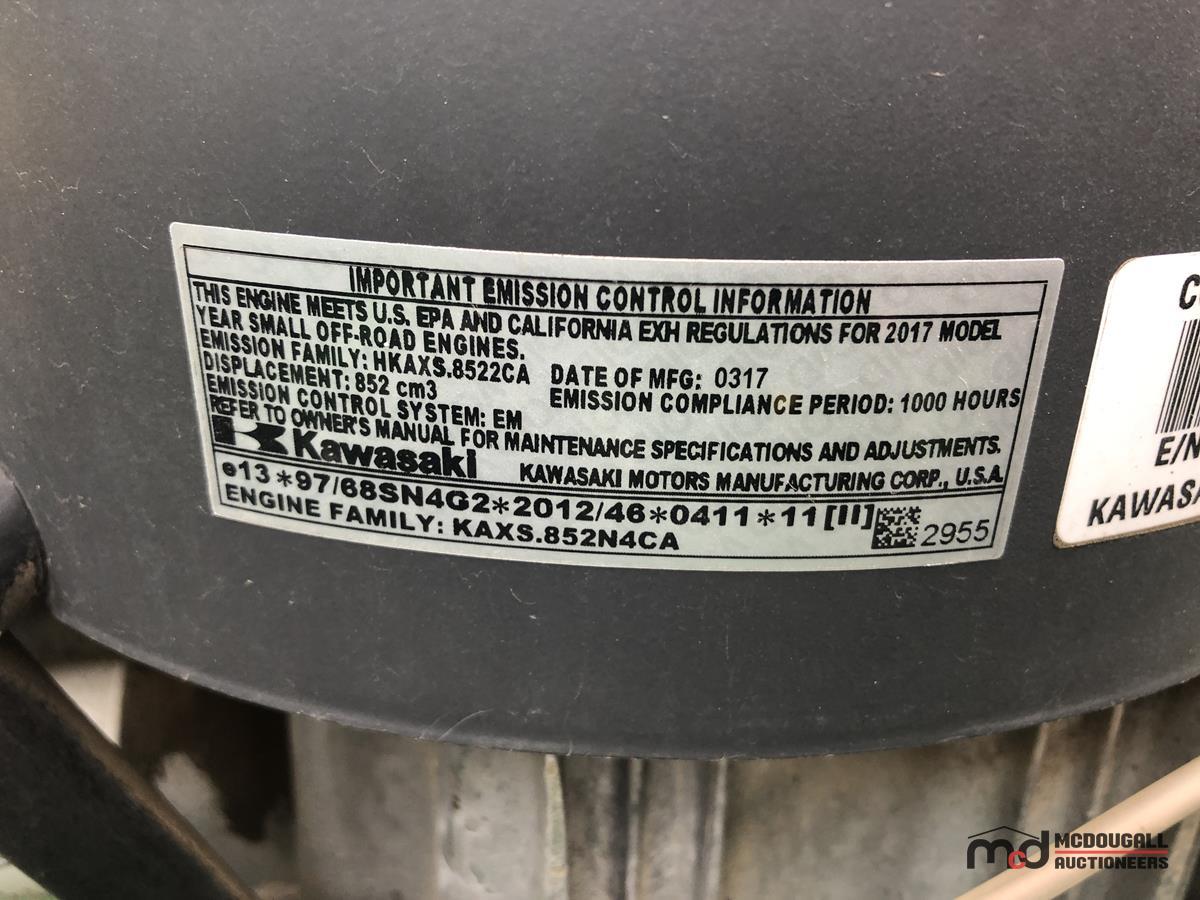 IMPORTANT EMISSION CONTROL INFORMATION
THIS ENGINE MEETS U.S. EPA AND CALIFORNIA EXH REGULATIONS FOR 2017 MODEL
YEAR SMALL OFF-ROAD ENGINES.
EMISSION FAMILY: HKAXS.8522CA DATE OF MFG: 0317
DISPLACEMENT: 852 cm3 EMISSION COMPLIANCE PERIOD: 1000 HOURS
EMISSION CONTROL SYSTEM: EM
REFER TO OWNER'S MANUAL FOR MAINTENANCE SPECIFICATIONS AND ADJUSTMENTS.
Kawasaki KAWASAKI MOTORS MANUFACTURING CORP., U.S.A.
e13*97/68SN4G2*2012/46*0411*11[II]
ENGINE FAMILY: KAXS.852N4CA 2955
C
E/N
KAWASA
mcd MCDOUGALL
AUCTIONEERS